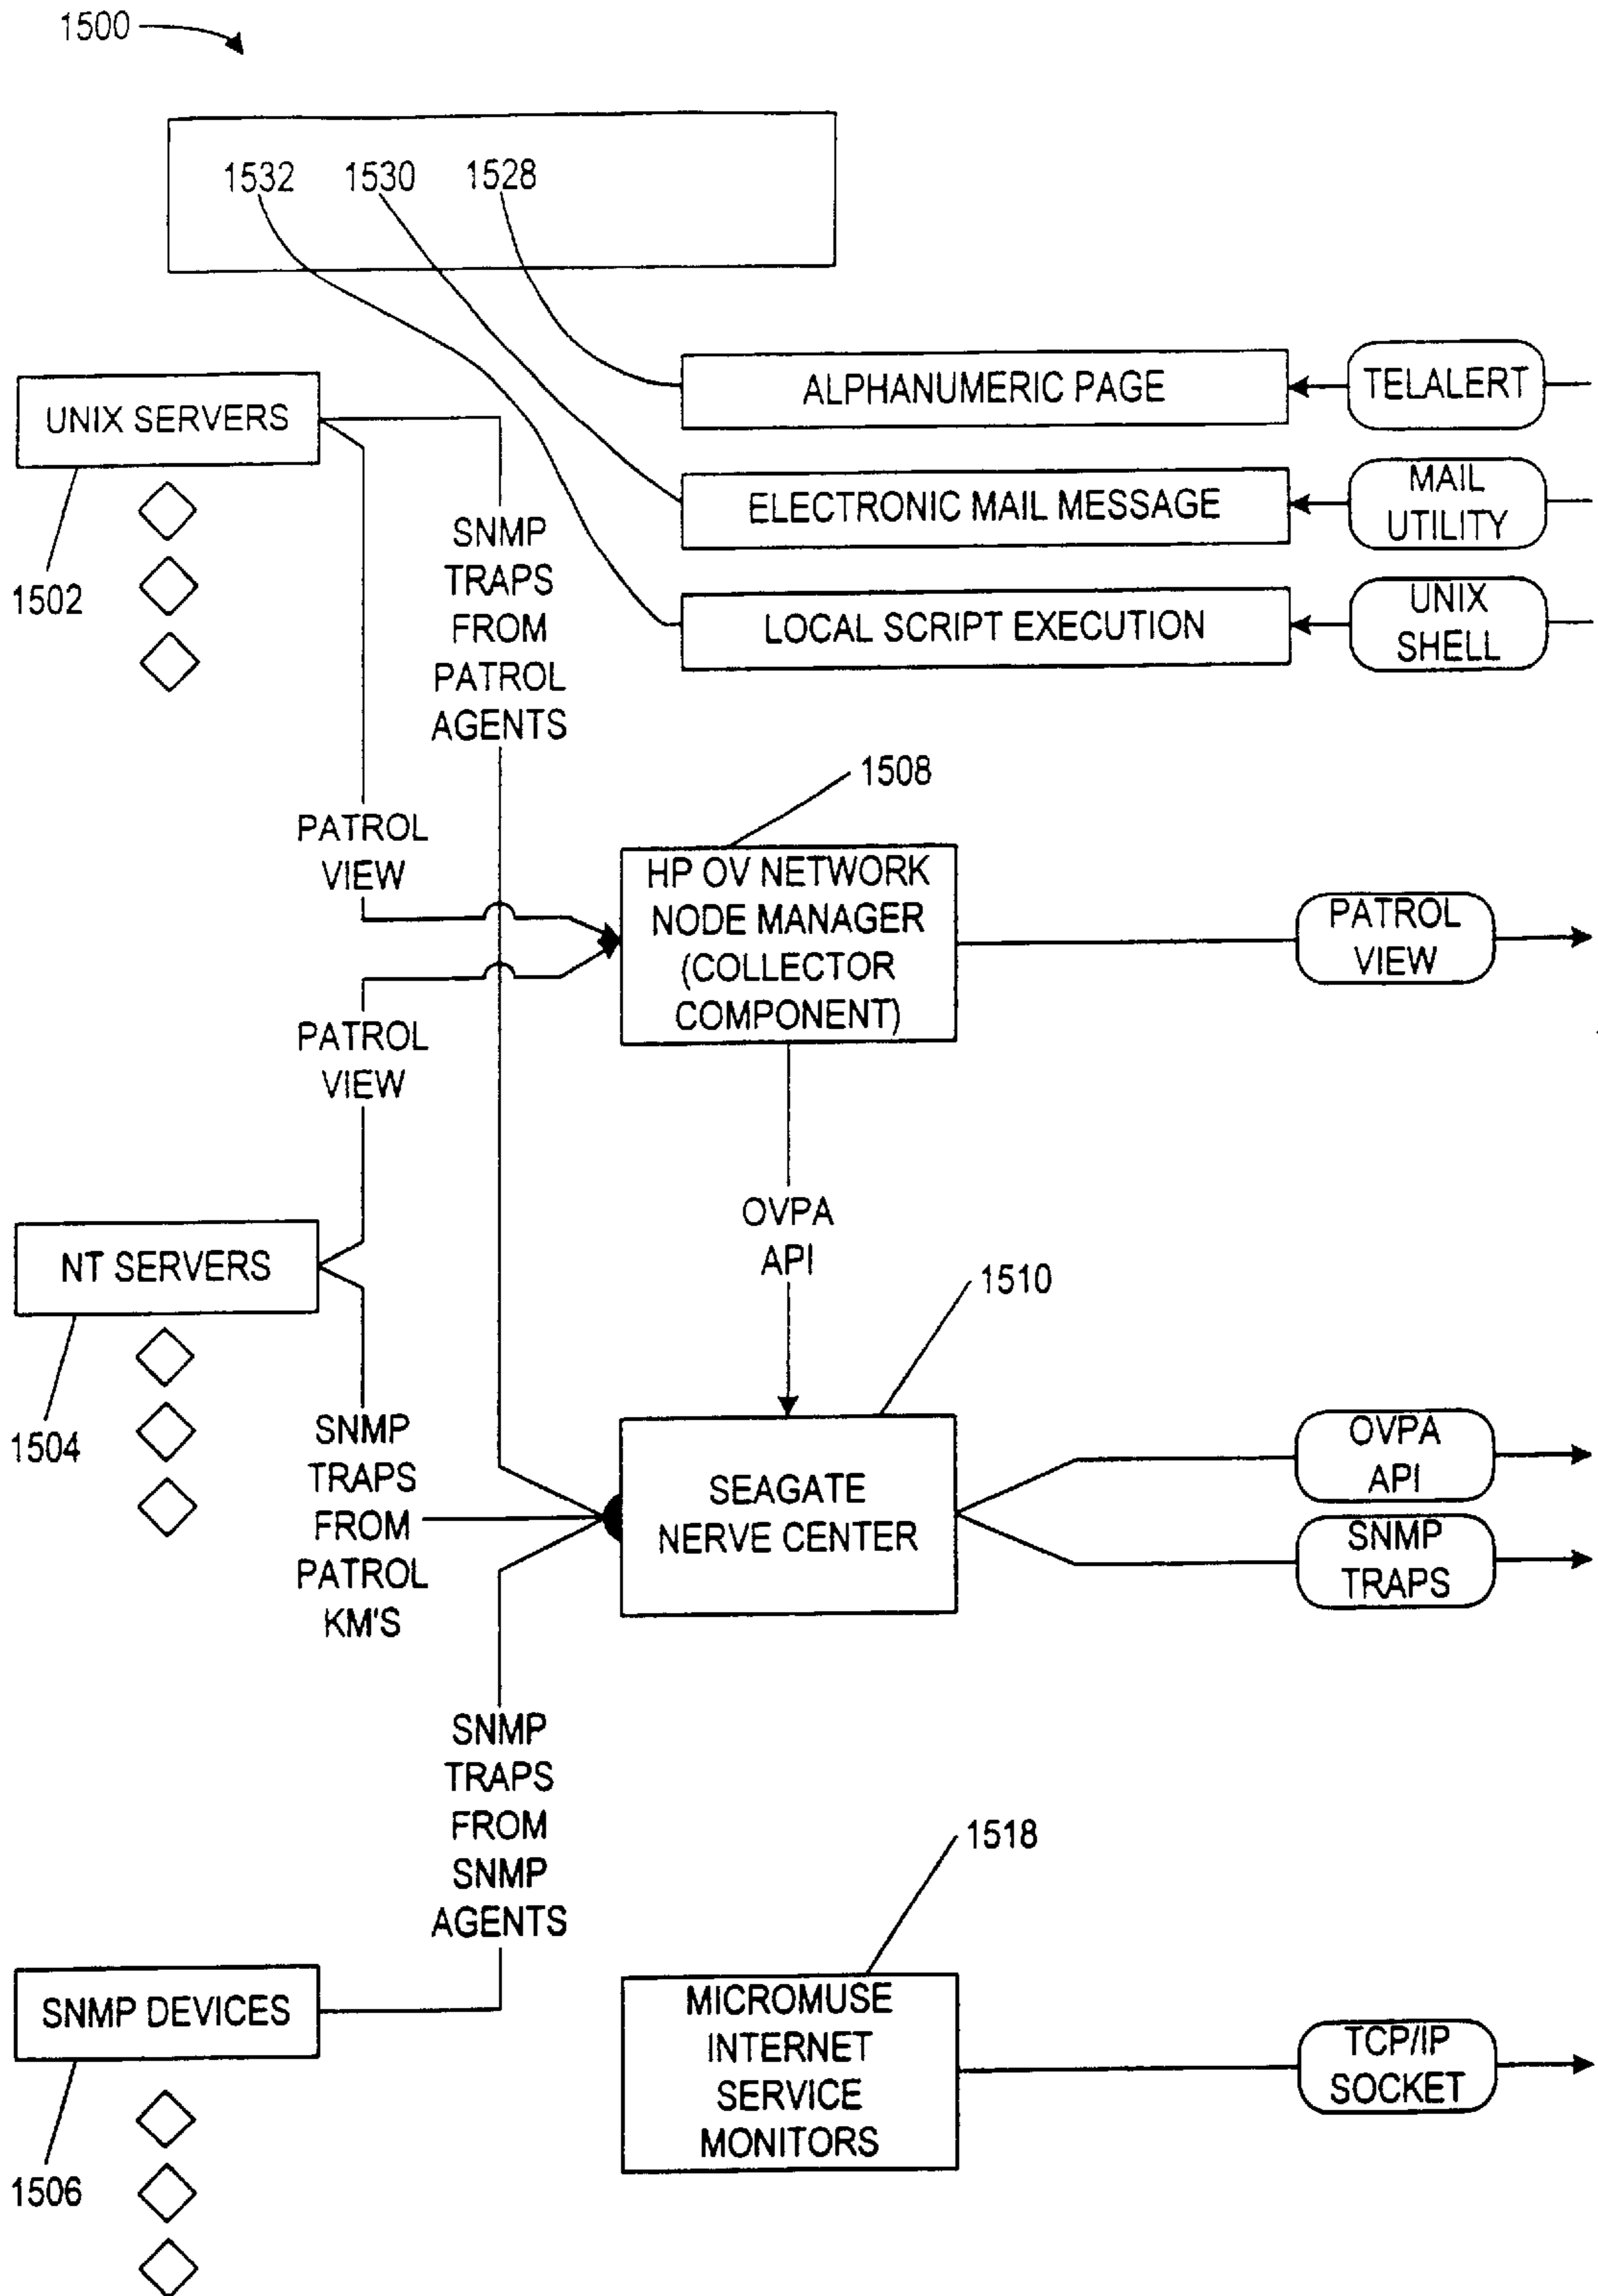 1500
1532 1530 1528
ALPHANUMERIC PAGE
TELALERT
UNIX SERVERS
1502
ELECTRONIC MAIL MESSAGE
MAIL
UTILITY
LOCAL SCRIPT EXECUTION
UNIX
SHELL
SNMP
TRAPS
FROM
PATROL
AGENTS
PATROL
VIEW
1508
HP OV NETWORK
NODE MANAGER
(COLLECTOR
COMPONENT)
PATROL
VIEW
PATROL
VIEW
OVPA
API
NT SERVERS
1504
1510
SNMP
TRAPS
FROM
PATROL
KM'S
SEAGATE
NERVE CENTER
OVPA
API
SNMP
TRAPS
SNMP
TRAPS
FROM
SNMP
AGENTS
1518
SNMP DEVICES
1506
MICROMUSE
INTERNET
SERVICE
MONITORS
TCP/IP
SOCKET